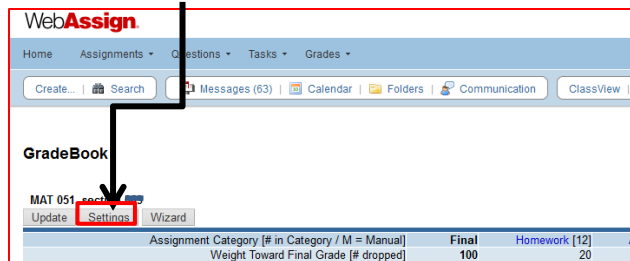 WebAssign.
Home Assignments Questions Tasks Grades
Create... | Search Messages (63) | Calendar | Folders | Communication ClassView |
GradeBook
MAT 051, section
Update Settings Wizard
Assignment Category [# in Category / M = Manual] Final Homework [12]
Weight Toward Final Grade [# dropped] 100 20